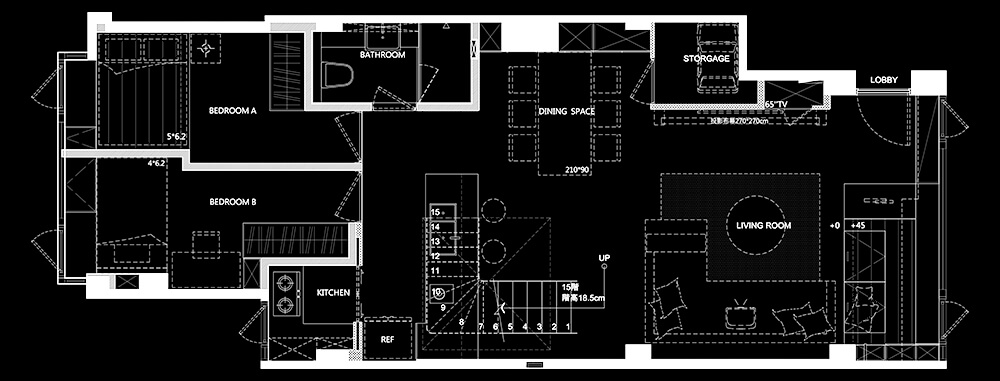 BATHROOM
STORGAGE
LOBBY
BEDROOM A
DINING SPACE
65"TV
投影布幕270*270cm
5*6.2
4*6.2
210*90
BEDROOM B
LIVING ROOM
+0
+45
15
14
13
12
11
10
9
8
7
6
5
4
3
2
1
UP
15階
階高18.5cm
KITCHEN
REF